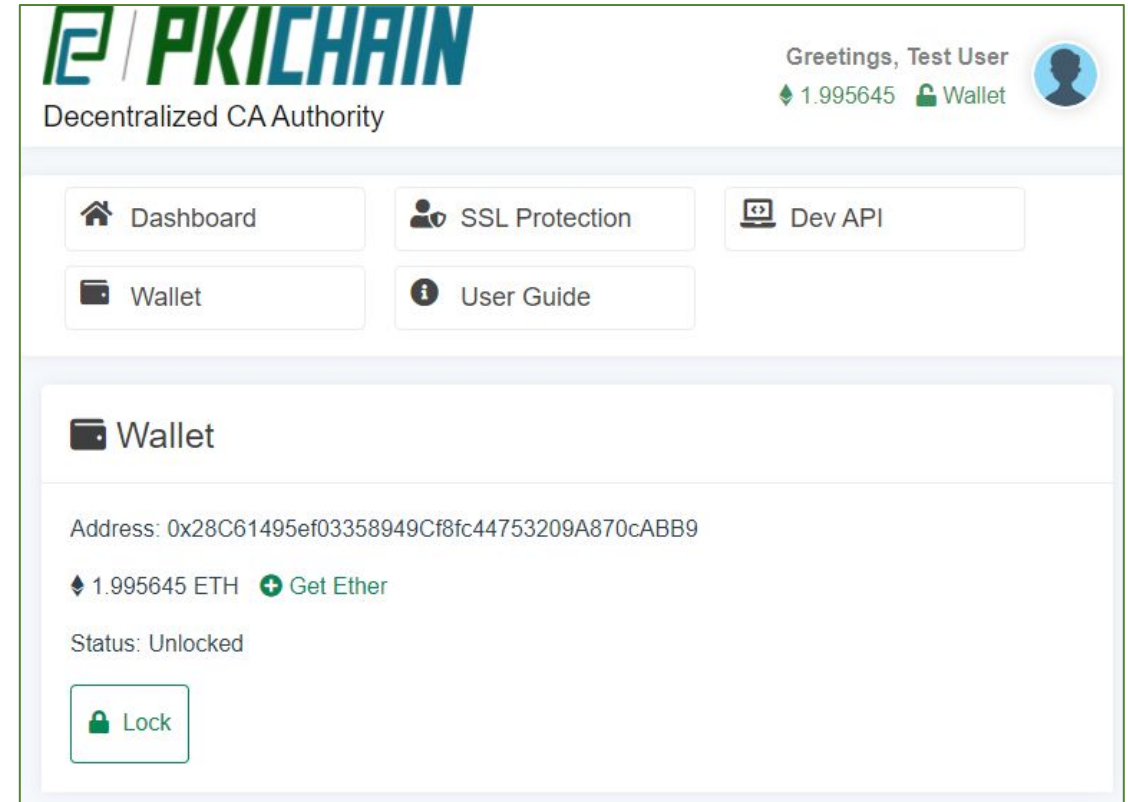 PKICHAIN
Decentralized CA Authority
Greetings, Test User
1.995645 Wallet
Dashboard
SSL Protection
Dev API
Wallet
User Guide
Wallet
Address: 0x28C61495ef03358949Cf8fc44753209A870cABB9
1.995645 ETH Get Ether
Status: Unlocked
Lock